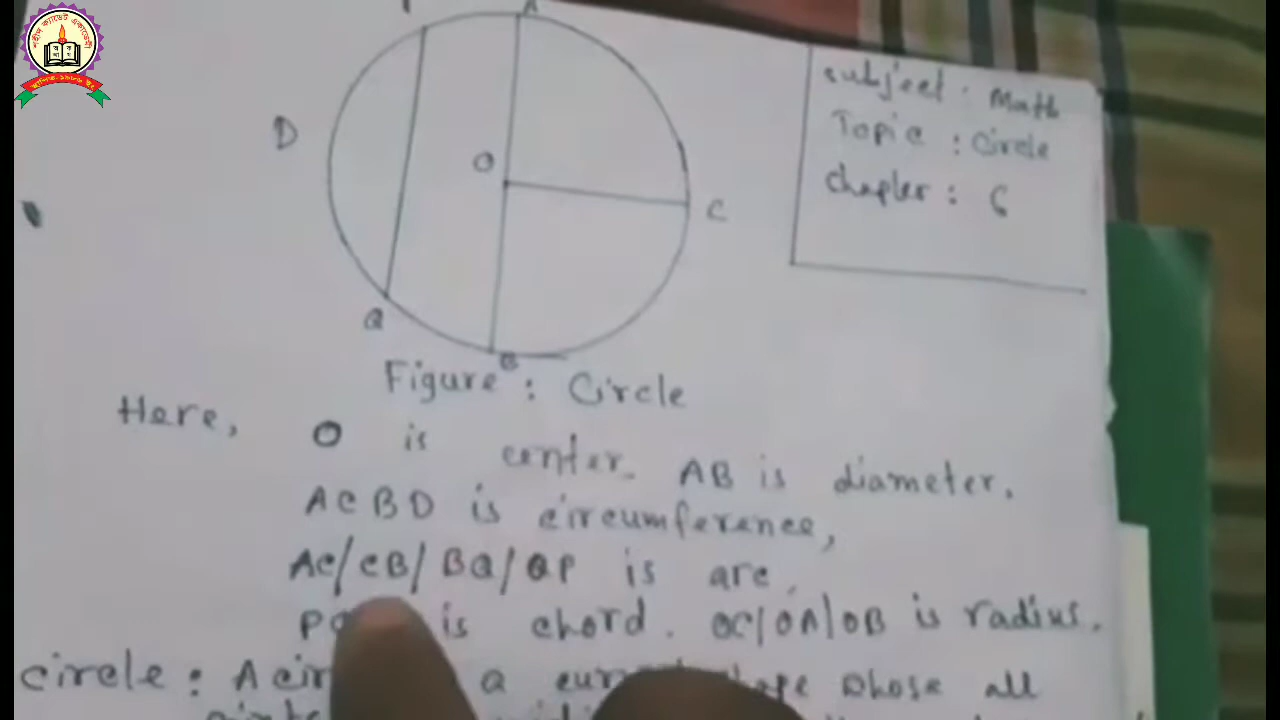 A
D
O
C
Q
B
subject : Math
Topic : Circle
chapter : 6
Figure : Circle
Here, O is center. AB is diameter.
ACBD is circumference,
AC/CB/BQ/QP is arc.
is chord. OC/OA/OB is radius.
circle : A a shape whose all